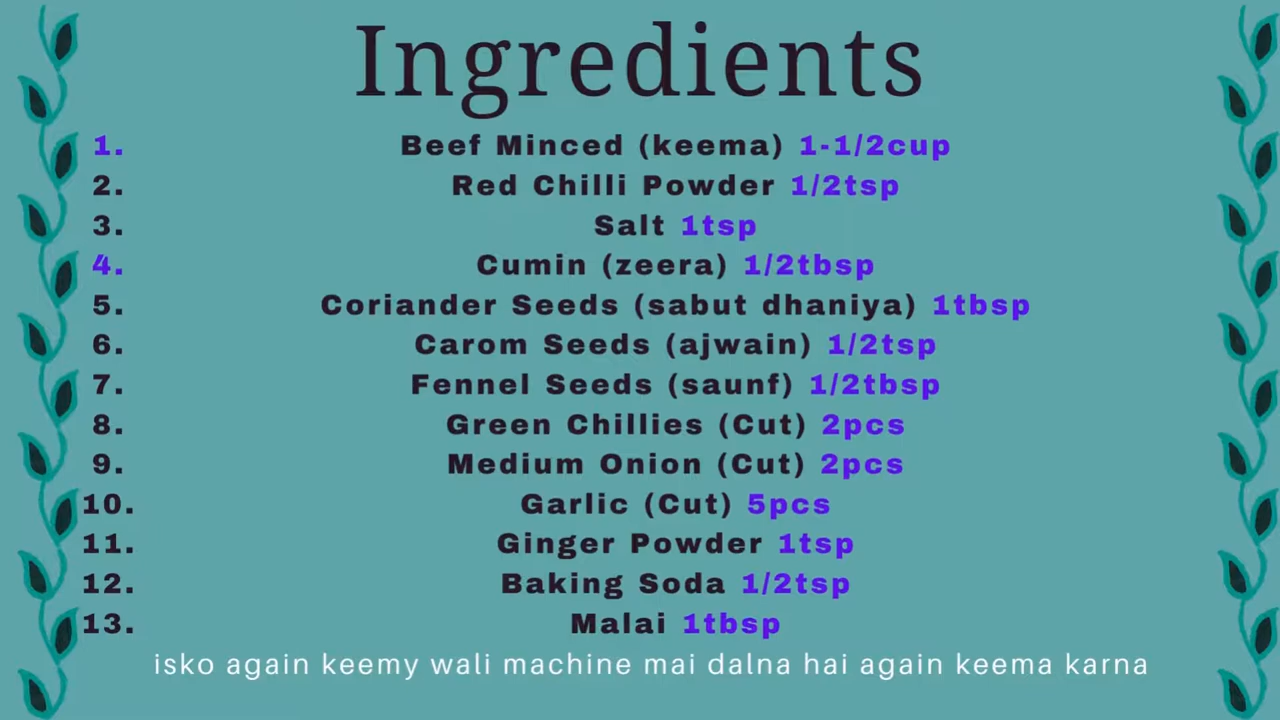 Ingredients
1. Beef Minced (keema) 1-1/2cup
2. Red Chilli Powder 1/2tsp
3. Salt 1tsp
4. Cumin (zeera) 1/2tbsp
5. Coriander Seeds (sabut dhaniya) 1tbsp
6. Carom Seeds (ajwain) 1/2tsp
7. Fennel Seeds (saunf) 1/2tbsp
8. Green Chillies (Cut) 2pcs
9. Medium Onion (Cut) 2pcs
10. Garlic (Cut) 5pcs
11. Ginger Powder 1tsp
12. Baking Soda 1/2tsp
13. Malai 1tbsp
isko again keemy wali machine mai dalna hai again keema karna